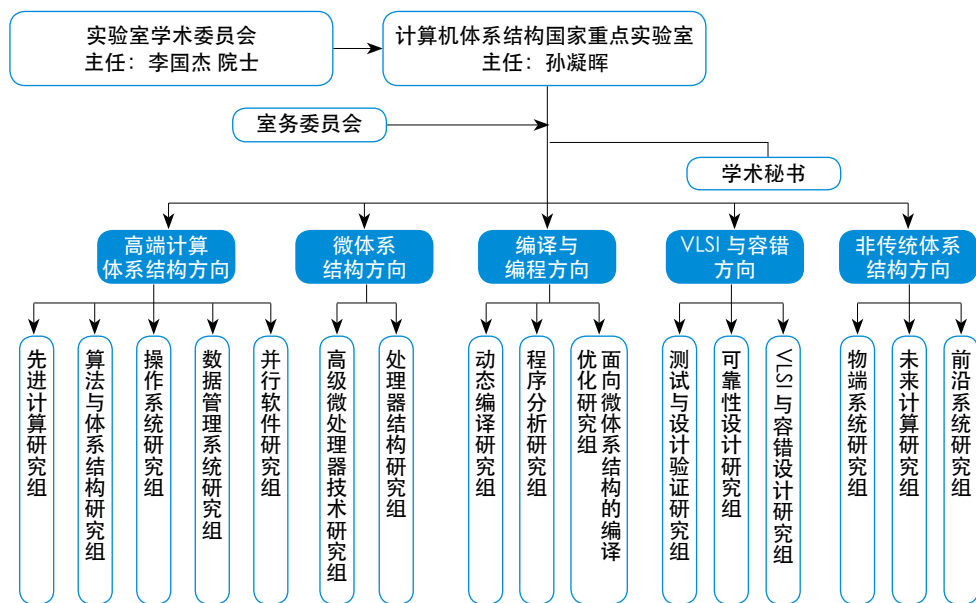 实验室学术委员会
主任：李国杰 院士
计算机体系结构国家重点实验室
主任：孙凝晖
室务委员会
学术秘书
高端计算
体系结构方向
微体系
结构方向
编译与
编程方向
VLSI 与容错
方向
非传统体系
结构方向
先进计算研究组
算法与体系结构研究组
操作系统研究组
数据管理系统研究组
并行软件研究组
高级微处理器技术研究组
处理器结构研究组
动态编译研究组
程序分析研究组
面向微体系结构的编译
优化研究组
测试与设计验证研究组
可靠性设计研究组
VLSI 与容错设计研究组
物端系统研究组
未来计算研究组
前沿系统研究组